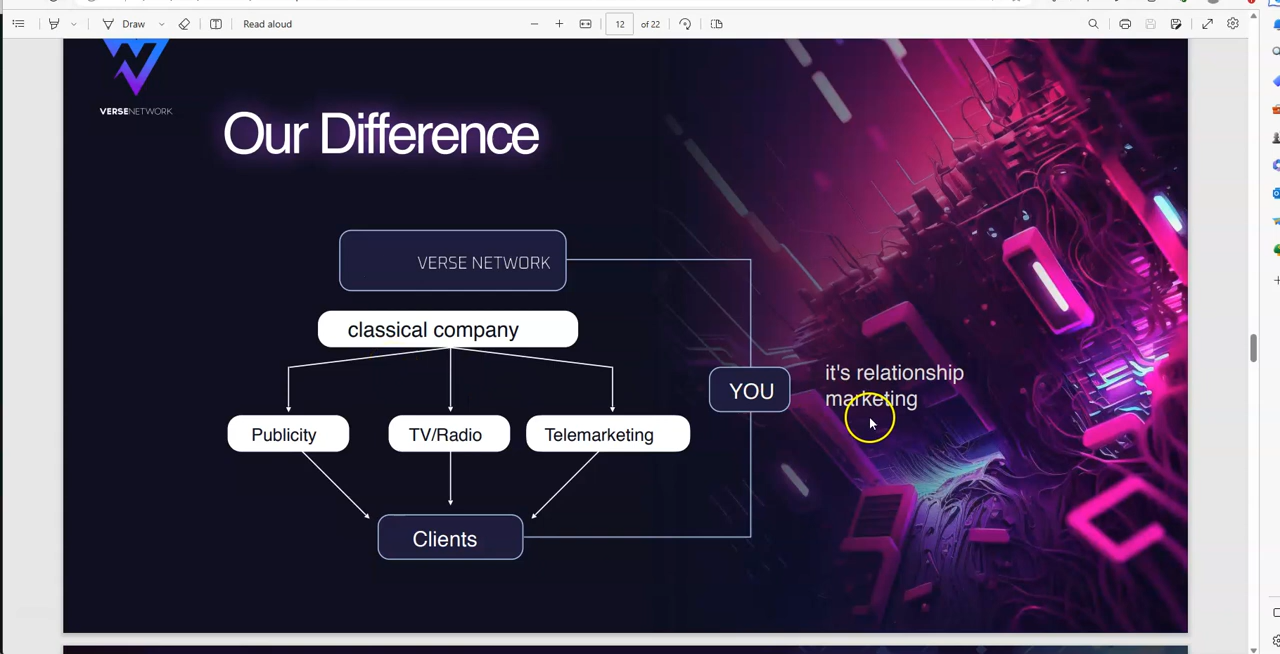 Draw
Read aloud
12
of 22
VERSENETWORK
Our Difference
VERSE NETWORK
classical company
YOU
it's relationship
marketing
Publicity
TV/Radio
Telemarketing
Clients